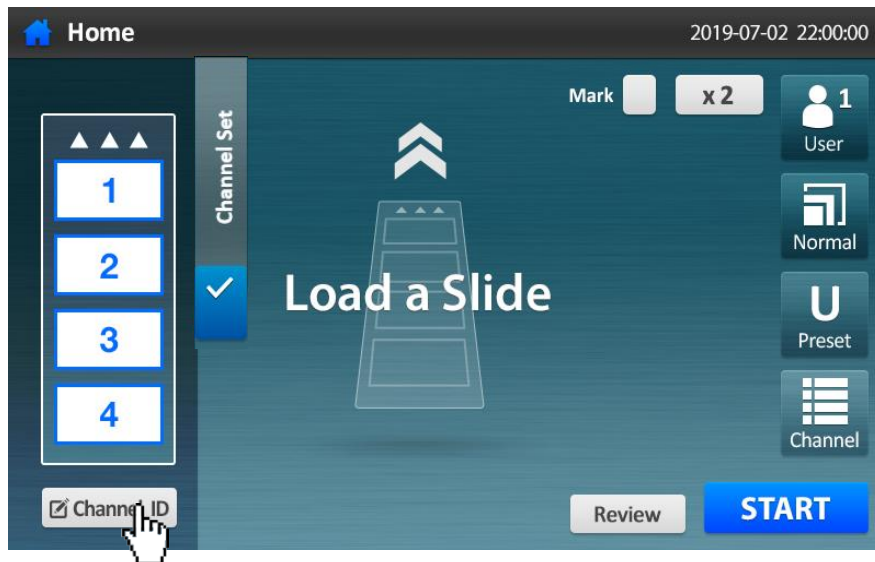 Home
2019-07-02 22:00:00
1
2
3
4
Channel ID
Channel Set
Mark
x 2
Load a Slide
1
User
Normal
U
Preset
Channel
Review
START